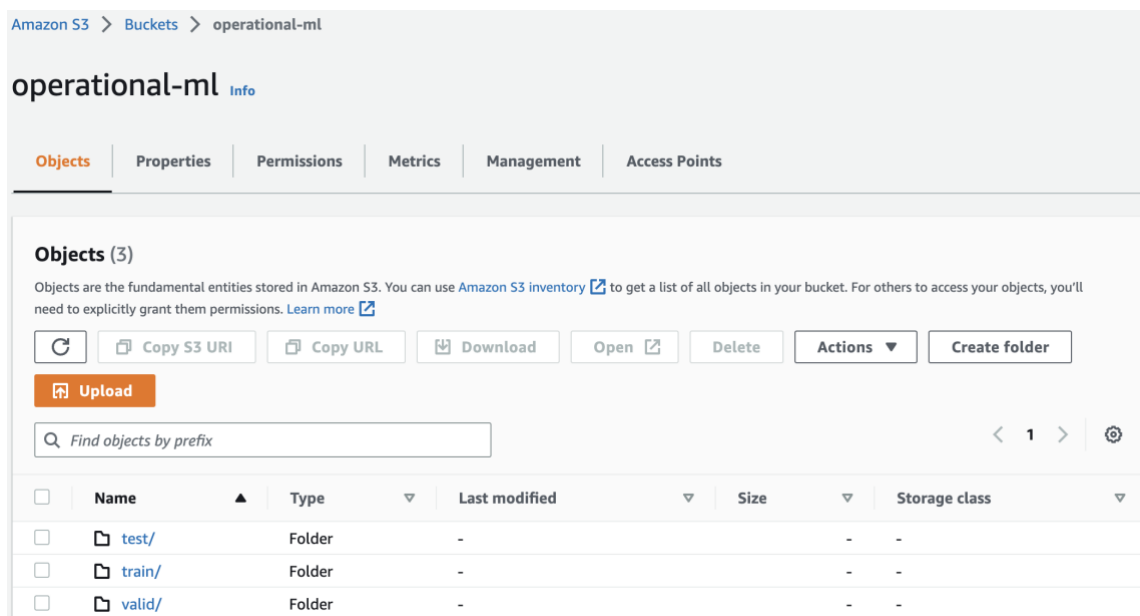 Amazon S3 > Buckets > operational-ml
operational-ml Info
Objects Properties Permissions Metrics Management Access Points
Objects (3)
Objects are the fundamental entities stored in Amazon S3. You can use Amazon S3 inventory to get a list of all objects in your bucket. For others to access your objects, you'll
need to explicitly grant them permissions. Learn more
Copy S3 URI Copy URL Download Open Delete Actions Create folder
Upload
Find objects by prefix
< 1 >
Name Type Last modified Size Storage class
test/ Folder - - -
train/ Folder - - -
valid/ Folder - - -